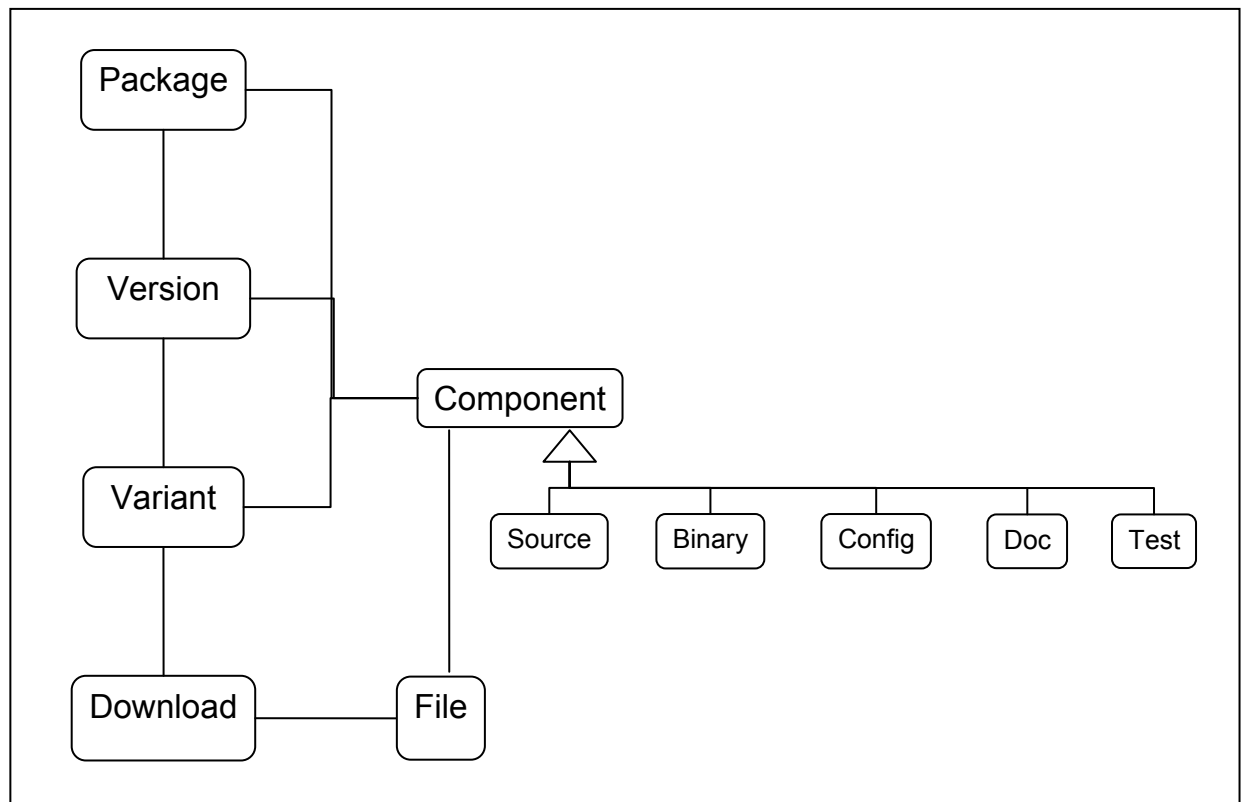 Package
Version
Component
Variant
Source
Binary
Config
Doc
Test
Download
File